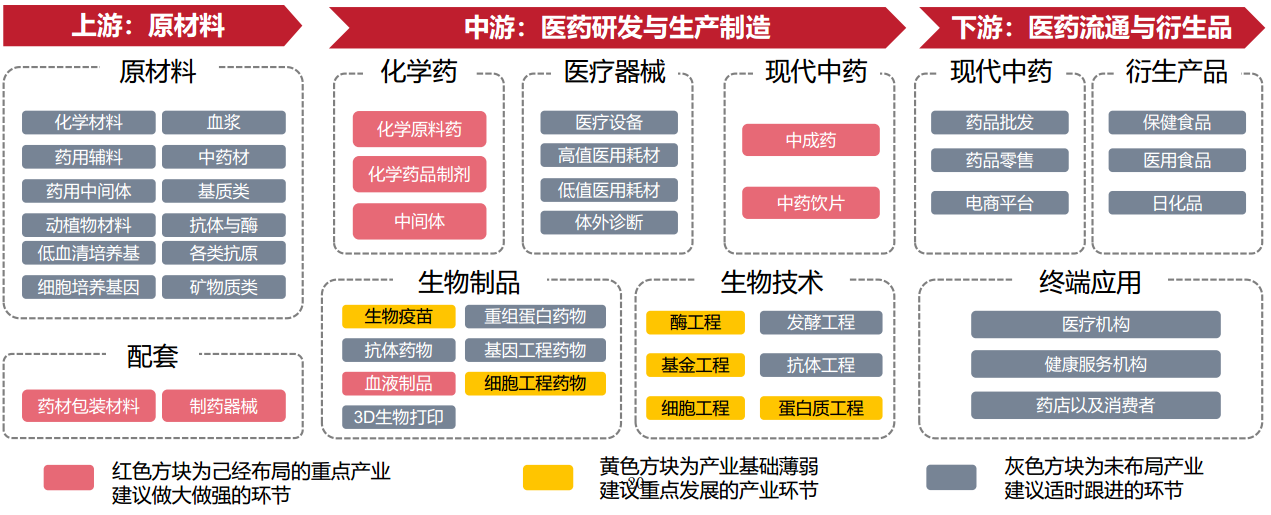 上游：原材料
中游：医药研发与生产制造
下游：医药流通与衍生品
原材料
化学材料
血浆
药用辅料
中药材
药用中间体
基质类
动植物材料
抗体与酶
低血清培养基
各类抗原
细胞培养基因
矿物质类
配套
药材包装材料
制药器械
化学药
化学原料药
化学药品制剂
中间体
医疗器械
医疗设备
高值医用耗材
低值医用耗材
体外诊断
现代中药
中成药
中药饮片
生物制品
生物疫苗
重组蛋白药物
抗体药物
基因工程药物
血液制品
细胞工程药物
3D生物打印
生物技术
酶工程
发酵工程
基金工程
抗体工程
细胞工程
蛋白质工程
现代中药
药品批发
药品零售
电商平台
衍生产品
保健食品
医用食品
日化品
终端应用
医疗机构
健康服务机构
药店以及消费者
红色方块为己经布局的重点产业
建议做大做强的环节
黄色方块为产业基础薄弱
建议重点发展的产业环节
20
灰色方块为未布局产业
建议适时跟进的环节